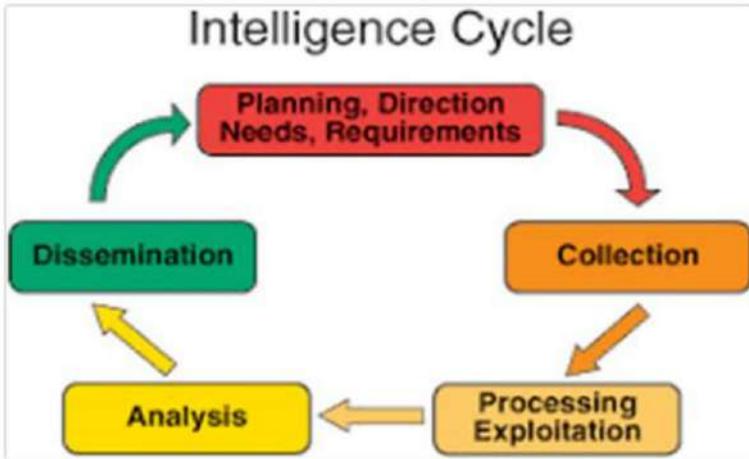 Intelligence Cycle
Planning, Direction
Needs, Requirements
Collection
Processing
Exploitation
Analysis
Dissemination